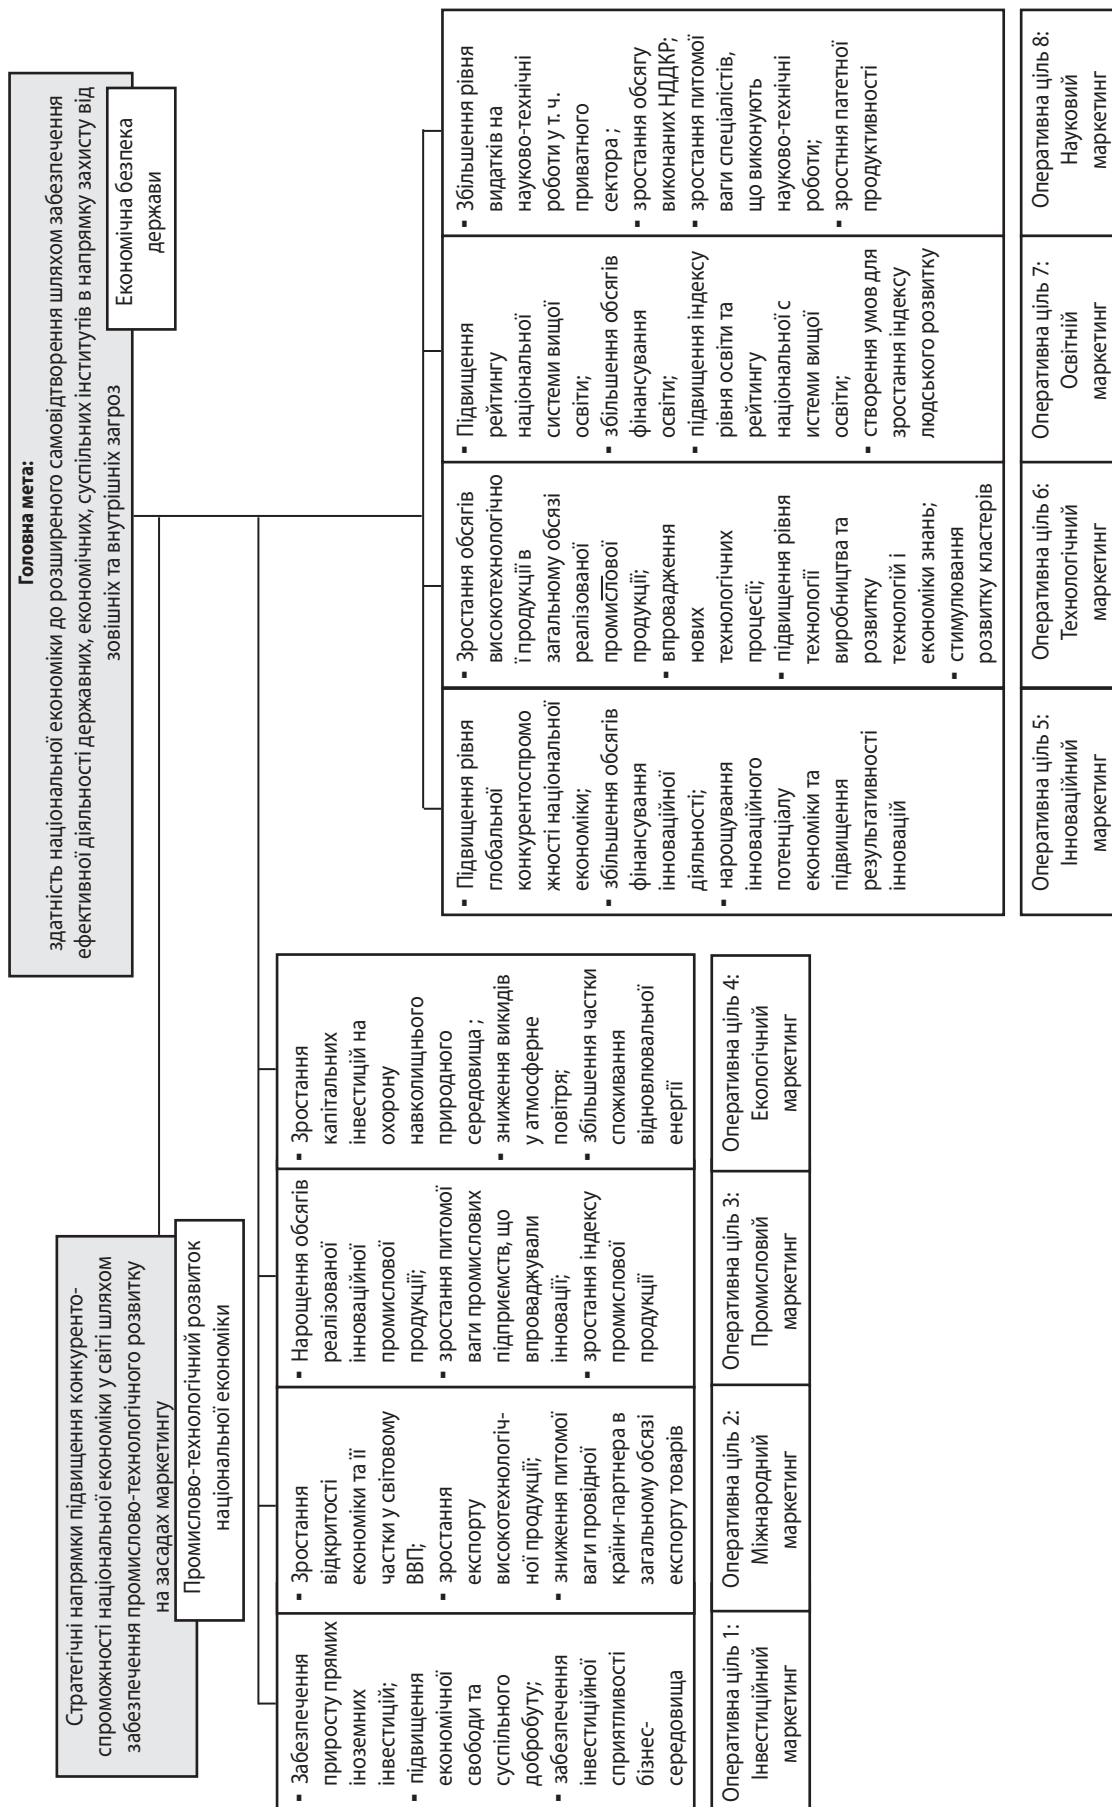 Головна мета:
здатність національної економіки до розширеного самовідтворення шляхом забезпечення
ефективної діяльності державних, економічних, суспільних інститутів в напрямку захисту від
зовішніх та внутрішніх загроз
Економічна безпека
держави
Стратегічні напрямки підвищення конкуренто-
спроможності національної економіки у світі шляхом
забезпечення промислово-технологічного розвитку
на засадах маркетингу
Промислово-технологічний розвиток
національної економіки
▪ Забезпечення
приросту прямих
іноземних
інвестицій;
▪ підвищення
економічної
свободи та
суспільного
добробуту;
▪ забезпечення
інвестиційної
сприятливості
бізнес-
середовища
▪ Зростання
відкритості
економіки та її
частки у світовому
ВВП;
▪ зростання
експорту
високотехнологіч-
ної продукції;
▪ зниження питомої
ваги провідної
країни-партнера в
загальному обсязі
експорту товарів
▪ Нарощення обсягів
реалізованої
інноваційної
промислової
продукції;
▪ зростання питомої
ваги промислових
підприємств, що
впроваджували
інновації;
▪ зростання індексу
промислової
продукції
▪ Зростання
капітальних
інвестицій на
охорону
навколишнього
природного
середовища ;
▪ зниження викидів
у атмосферне
повітря;
▪ збільшення частки
споживання
відновлювальної
енергії
Оперативна ціль 1:
Інвестиційний
маркетинг
Оперативна ціль 2:
Міжнародний
маркетинг
Оперативна ціль 3:
Промисловий
маркетинг
Оперативна ціль 4:
Екологічний
маркетинг
▪ Підвищення рівня
глобальної
конкурентоспромо
жності національної
економіки;
▪ збільшення обсягів
фінансування
інноваційної
діяльності;
▪ нарощування
інноваційного
потенціалу
економіки та
підвищення
результативності
інновацій
▪ Зростання обсягів
високотехнологічно
ї продукції в
загальному обсязі
реалізованої
промислової
продукції;
▪ впровадження
нових
технологічних
процесії;
▪ підвищення рівня
технології
виробництва та
розвитку
технологій і
економіки знань;
▪ стимулювання
розвитку кластерів
▪ Підвищення
рейтингу
національної
системи вищої
освіти;
▪ збільшення обсягів
фінансування
освіти;
▪ підвищення індексу
рівня освіти та
рейтингу
національної с
истеми вищої
освіти;
▪ створення умов для
зростання індексу
людського розвитку
▪ Збільшення рівня
видатків на
науково-технічні
роботи у т. ч.
приватного
сектора ;
▪ зростання обсягу
виконаних НДДКР;
▪ зростання питомої
ваги спеціалістів,
що виконують
науково-технічні
роботи;
▪ зростння патетної
продуктивності
Оперативна ціль 5:
Інноваційний
маркетинг
Оперативна ціль 6:
Технологічний
маркетинг
Оперативна ціль 7:
Освітній
маркетинг
Оперативна ціль 8:
Науковий
маркетинг